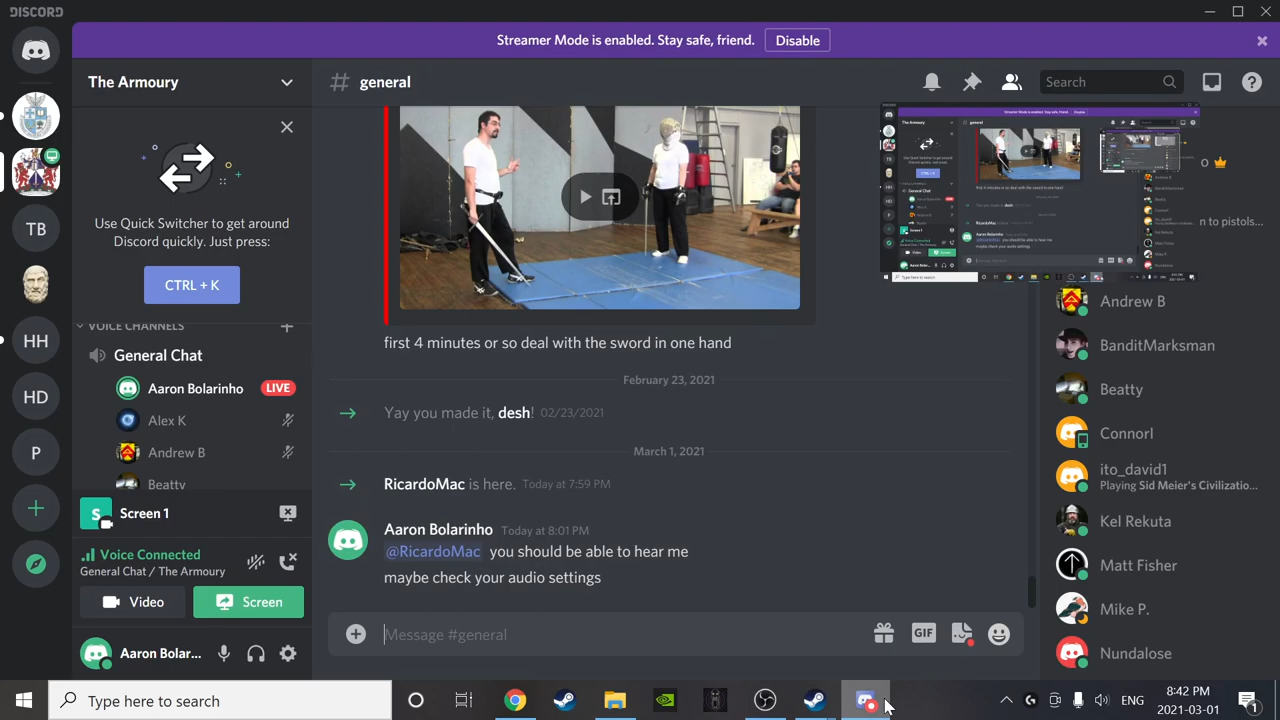 DISCORD
Streamer Mode is enabled. Stay safe, friend.
Disable
The Armoury
general
Search
Use Quick Switcher to get around
Discord quickly. Just press:
CTRL + K
VOICE CHANNELS
General Chat
Aaron Bolarinho
LIVE
Alex K
Andrew B
Beatty
Screen 1
Voice Connected
General Chat / The Armoury
Video
Screen
Aaron Bolar...
TB
HH
HD
P
first 4 minutes or so deal with the sword in one hand
February 23, 2021
Yay you made it, desh! 02/23/2021
March 1, 2021
RicardoMac is here. Today at 7:59 PM
Aaron Bolarinho Today at 8:01 PM
@RicardoMac you should be able to hear me
maybe check your audio settings
Message #general
GIF
n to pistols...
Andrew B
BanditMarksman
Beatty
Connorl
ito_david1
Playing Sid Meier's Civilizatio...
Kel Rekuta
Matt Fisher
Mike P.
Nundalose
Type here to search
ENG
8:42 PM
2021-03-01
1